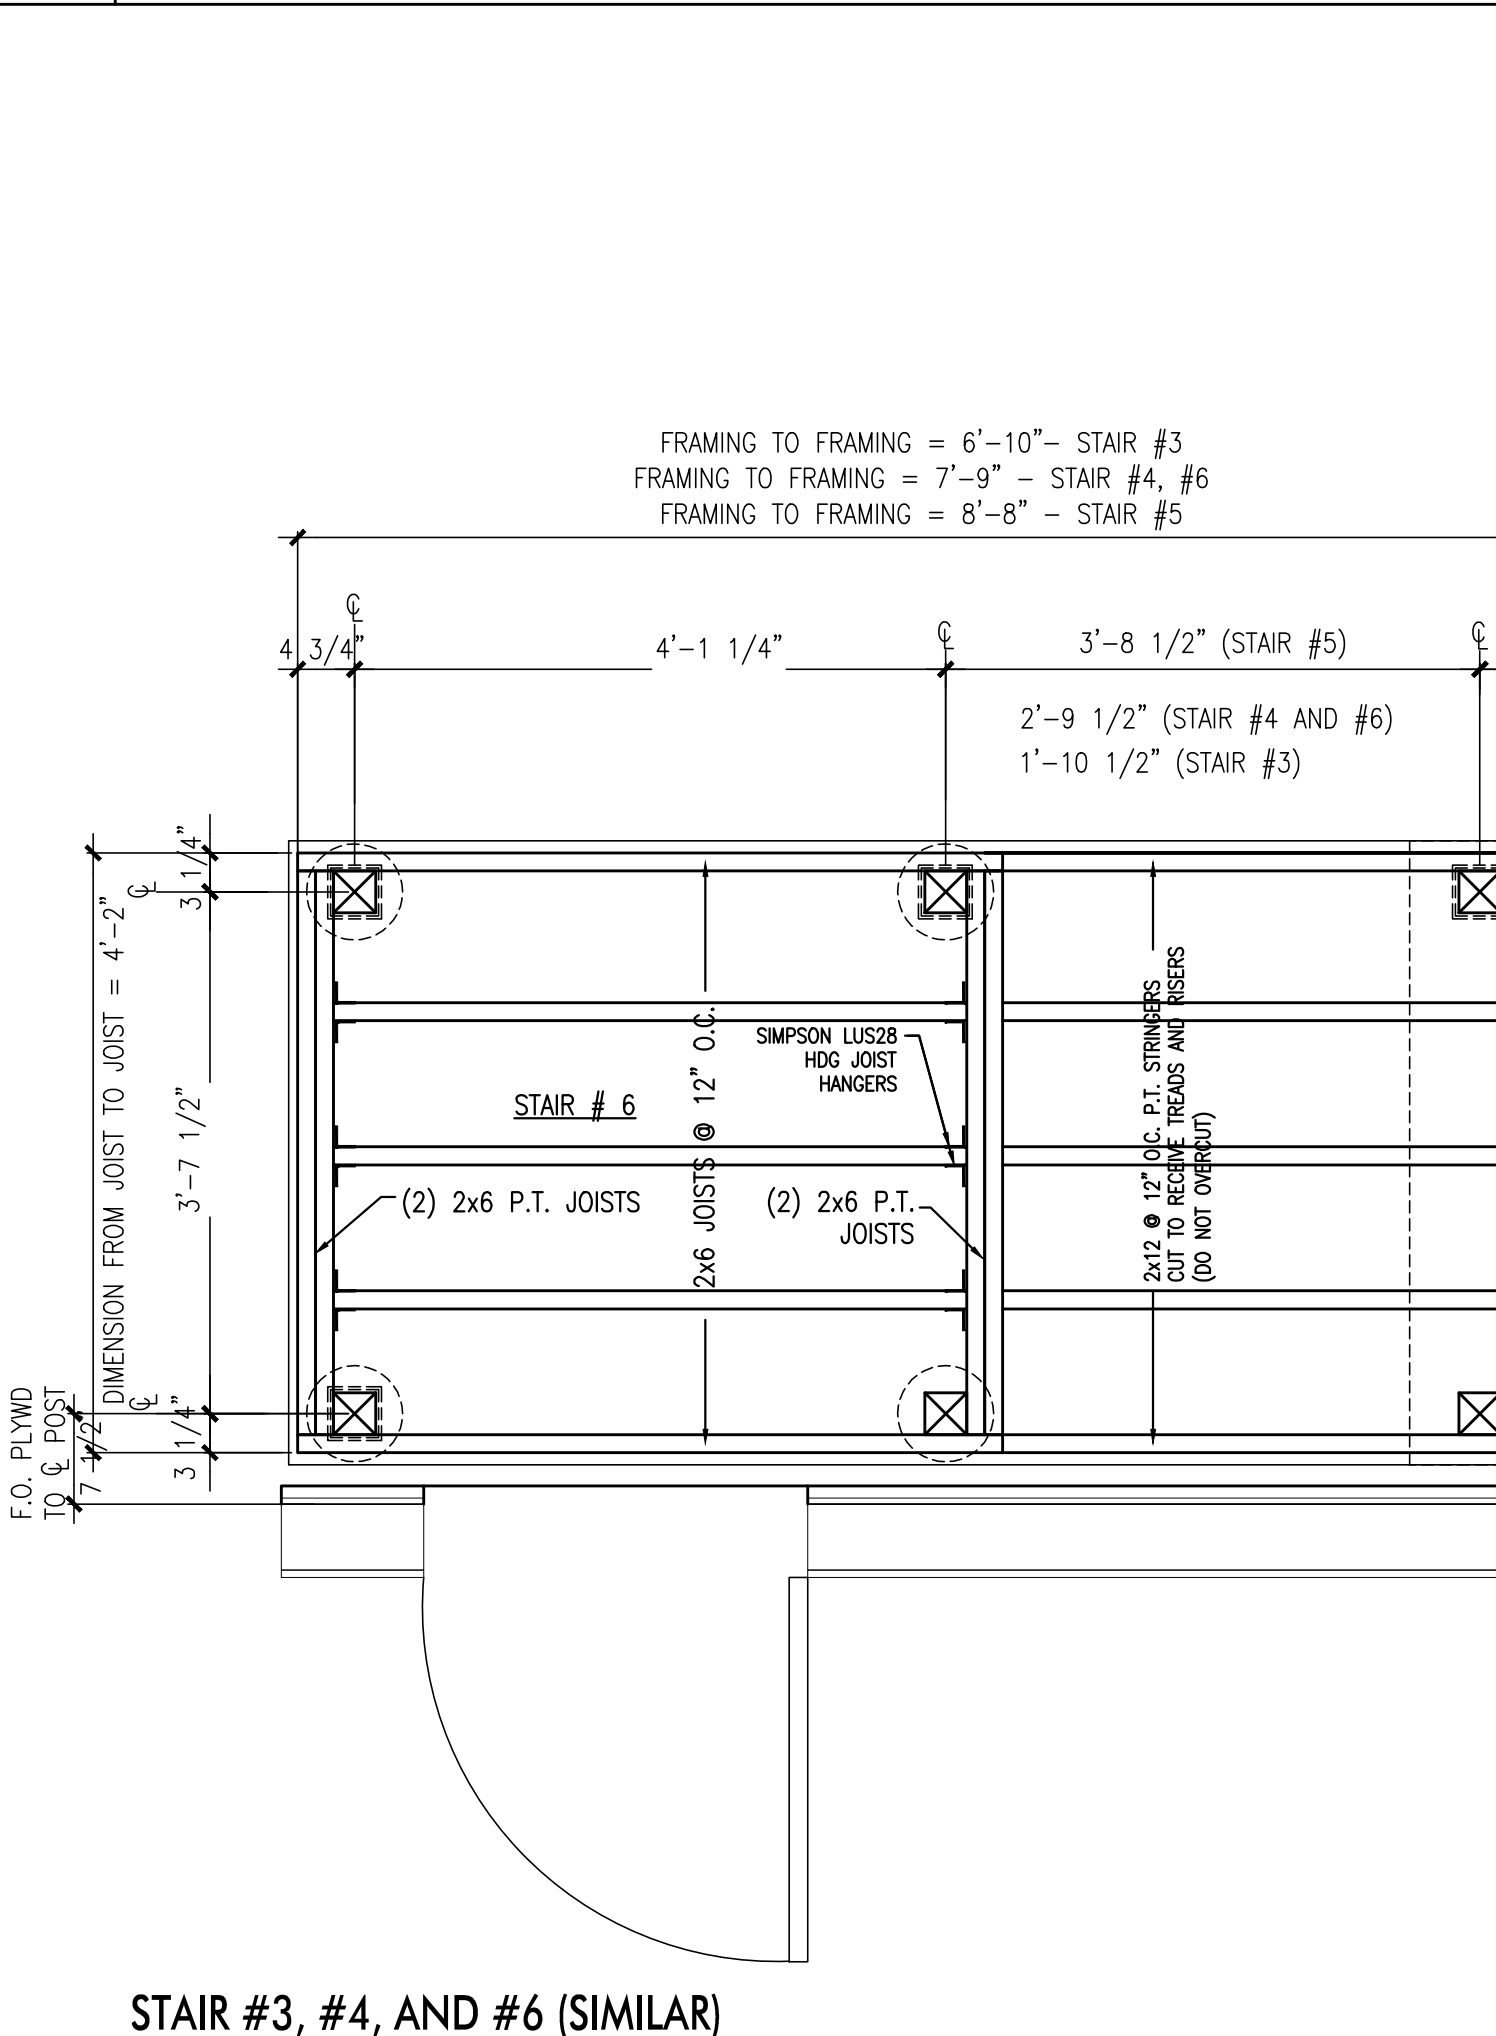 FRAMING TO FRAMING = 6'-10"- STAIR #3
FRAMING TO FRAMING = 7'-9" - STAIR #4, #6
FRAMING TO FRAMING = 8'-8" - STAIR #5
℄
℄
℄
4 3/4"
4'-1 1/4"
3'-8 1/2" (STAIR #5)
2'-9 1/2" (STAIR #4 AND #6)
1'-10 1/2" (STAIR #3)
3 1/4"
℄
DIMENSION FROM JOIST TO JOIST = 4'-2"
3'-7 1/2"
℄
3 1/4"
F.O. PLYWD
TO ℄ POST
7 1/2"
STAIR # 6
2x6 JOISTS @ 12" O.C.
SIMPSON LUS28
HDG JOIST
HANGERS
(2) 2x6 P.T. JOISTS
(2) 2x6 P.T.
JOISTS
2x12 @ 12" O.C. P.T. STRINGERS
CUT TO RECEIVE TREADS AND RISERS
(DO NOT OVERCUT)
STAIR #3, #4, AND #6 (SIMILAR)